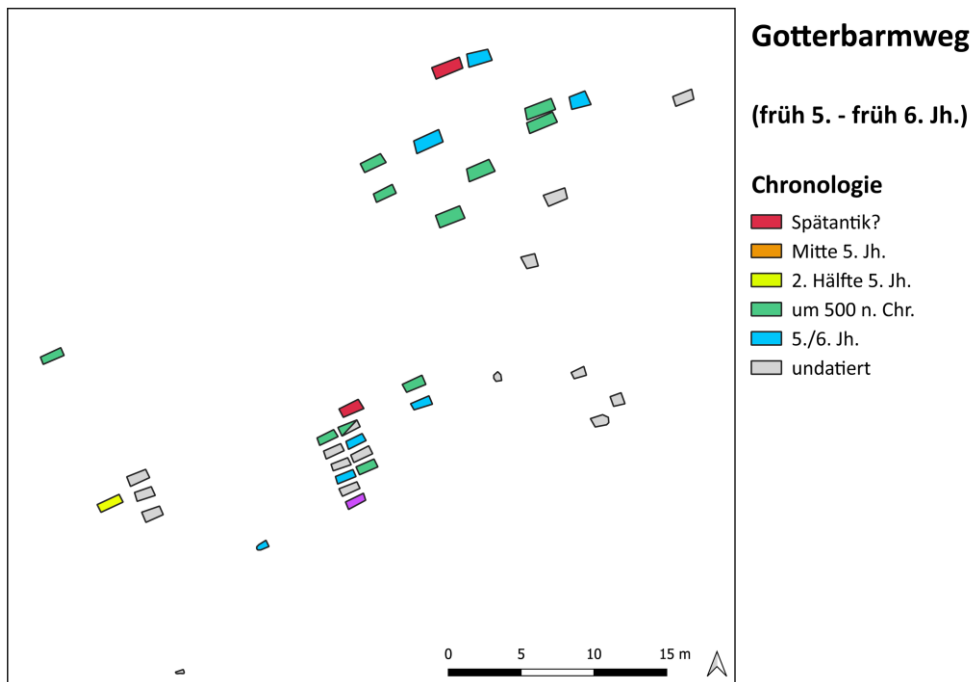 Gotterbarmweg
(früh 5. - früh 6. Jh.)
Chronologie
Spätantik?
Mitte 5. Jh.
2. Hälfte 5. Jh.
um 500 n. Chr.
5./6. Jh.
undatiert
0 5 10 15 m